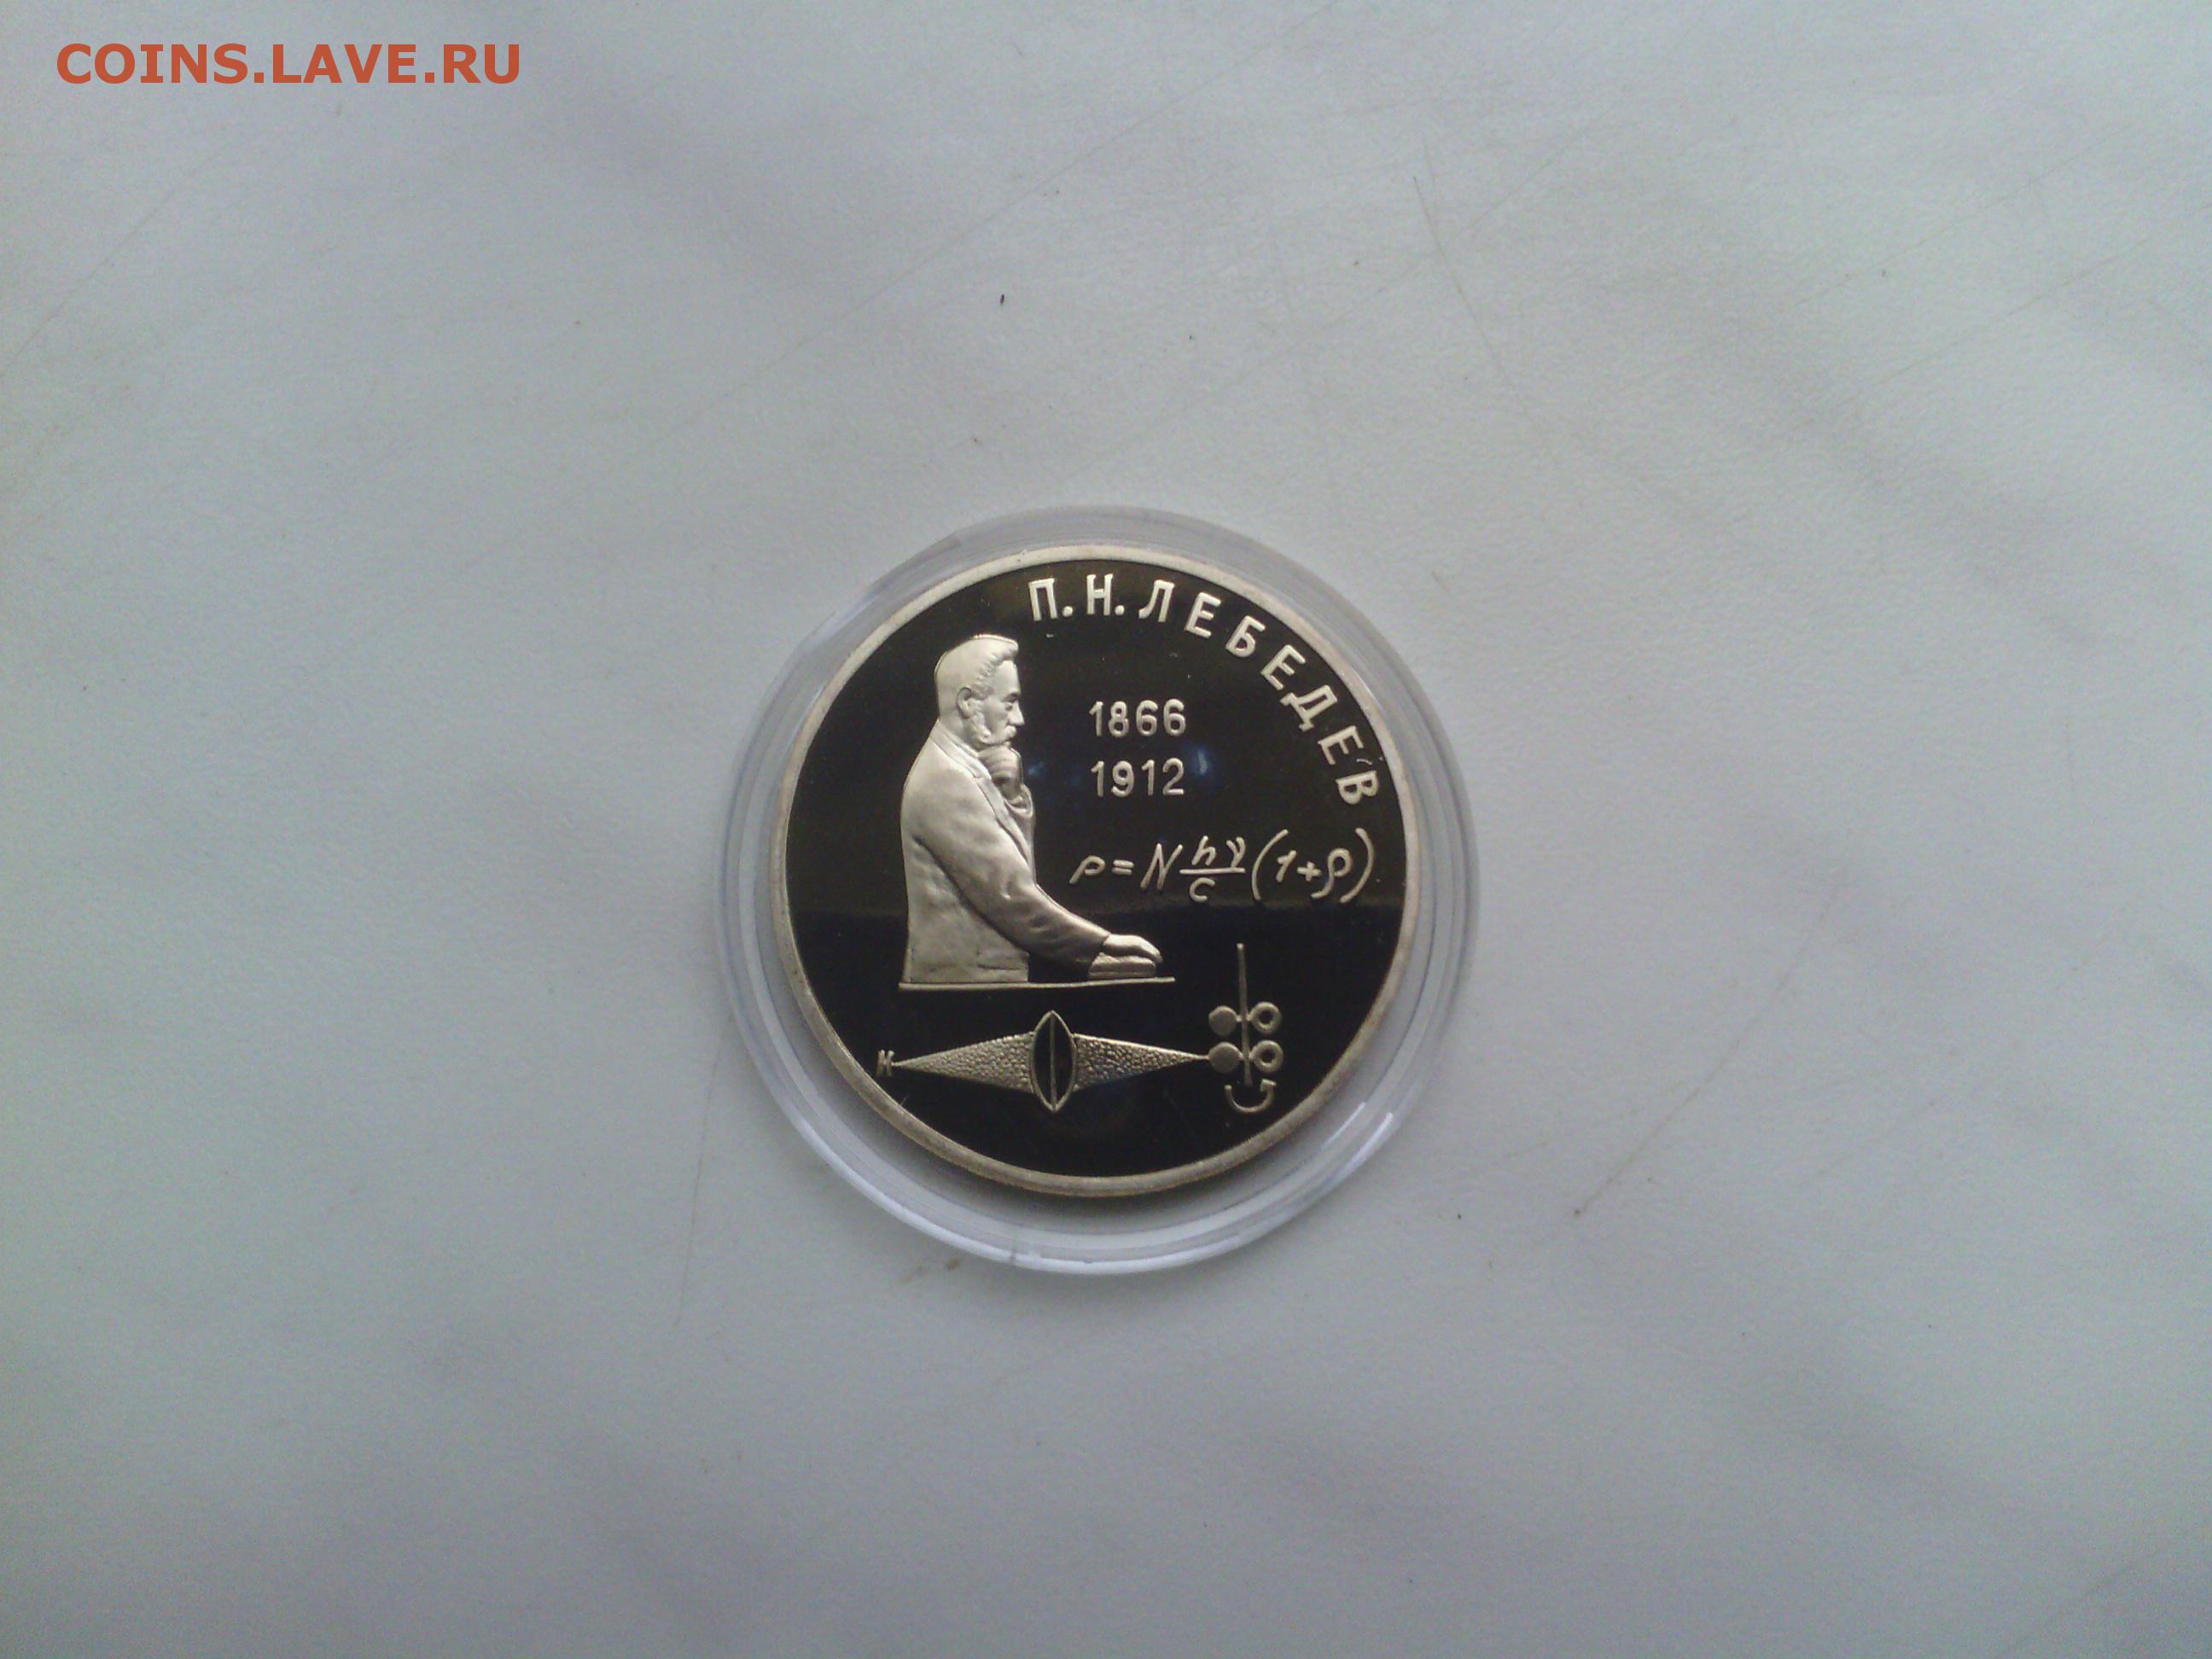 COINS.LAVE.RU
П.Н.ЛЕБЕДЕВ
1866
1912
p=N hν/c (1+ρ)
К